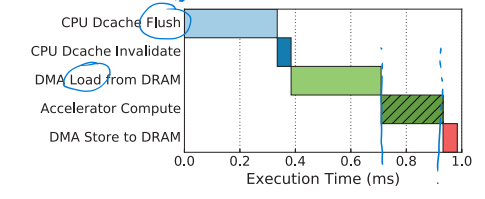 CPU Dcache Flush
CPU Dcache Invalidate
DMA Load from DRAM
Accelerator Compute
DMA Store to DRAM
0.0 0.2 0.4 0.6 0.8 1.0
Execution Time (ms)